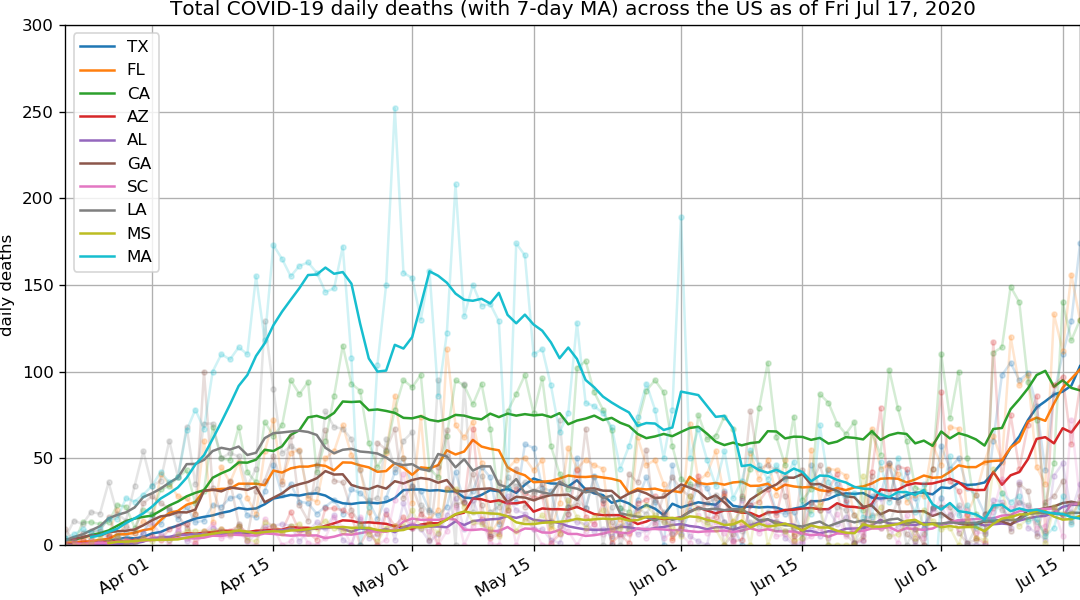 Total COVID-19 daily deaths (with 7-day MA) across the US as of Fri Jul 17, 2020
300
250
200
150
100
50
0
daily deaths
TX
FL
CA
AZ
AL
GA
SC
LA
MS
MA
Apr 01
Apr 15
May 01
May 15
Jun 01
Jun 15
Jul 01
Jul 15